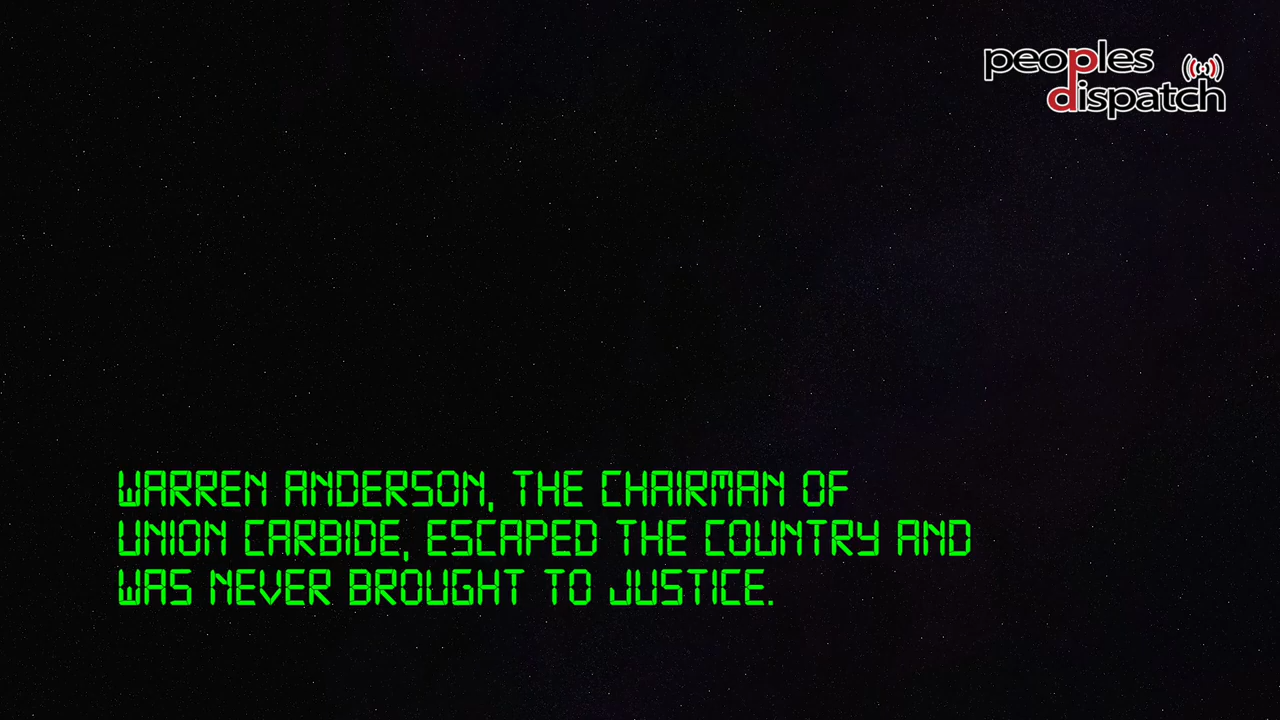 peoples
dispatch
WARREN ANDERSON, THE CHAIRMAN OF
UNION CARBIDE, ESCAPED THE COUNTRY AND
WAS NEVER BROUGHT TO JUSTICE.